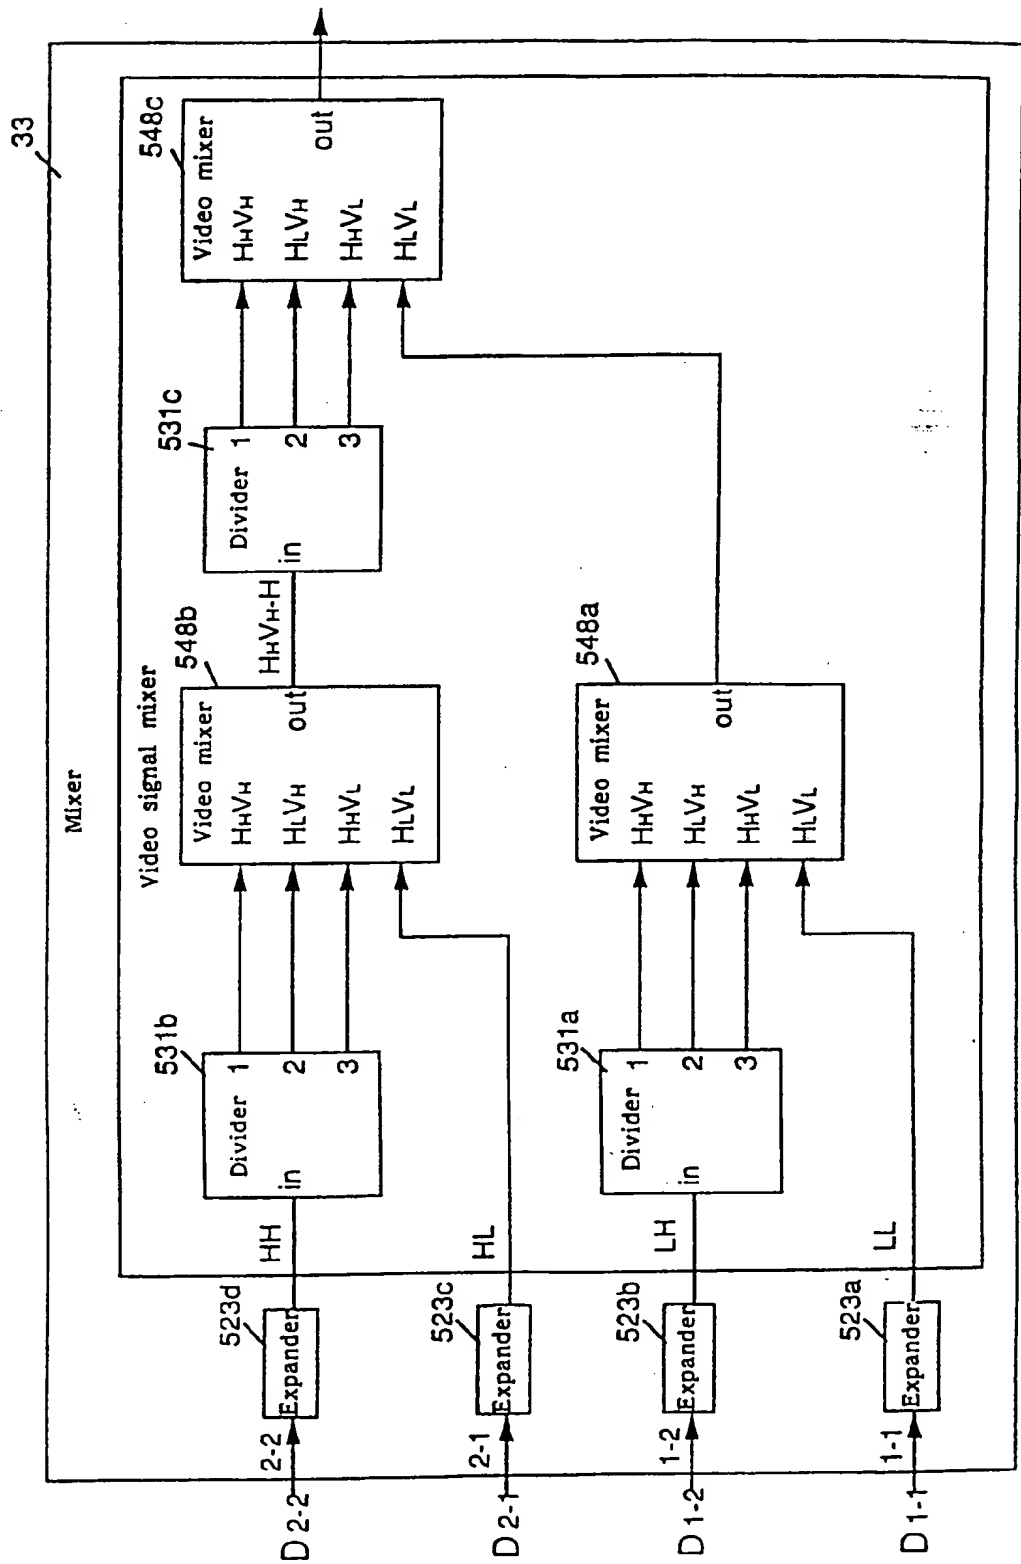 33
Mixer
Video signal mixer
D2-2
2-2
523d
Expander
HH
531b
Divider
in
1
2
3
548b
Video mixer
HHVH
HLVH
HHVL
HLVL
out
HHVH-H
531c
Divider
in
1
2
3
548c
Video mixer
HHVH
HLVH
HHVL
HLVL
out
D2-1
2-1
523c
Expander
HL
D1-2
1-2
523b
Expander
LH
531a
Divider
in
1
2
3
548a
Video mixer
HHVH
HLVH
HHVL
HLVL
out
D1-1
1-1
523a
Expander
LL